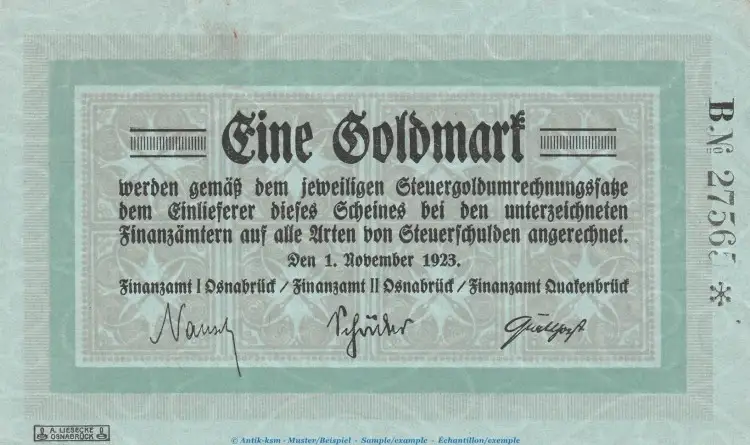 Eine Goldmark
werden gemäß dem jeweiligen Steuergoldumrechnungssatze
dem Einlieferer dieses Scheines bei den unterzeichneten
Finanzämtern auf alle Arten von Steuerschulden angerechnet.
Den 1. November 1923.
Finanzamt I Osnabrück / Finanzamt II Osnabrück / Finanzamt Quakenbrück
Schröder
B. № 27565 *
A. LIESECKE
OSNABRÜCK
© Antik-ksm - Muster/Beispiel - Sample/example - Échantillon/exemple